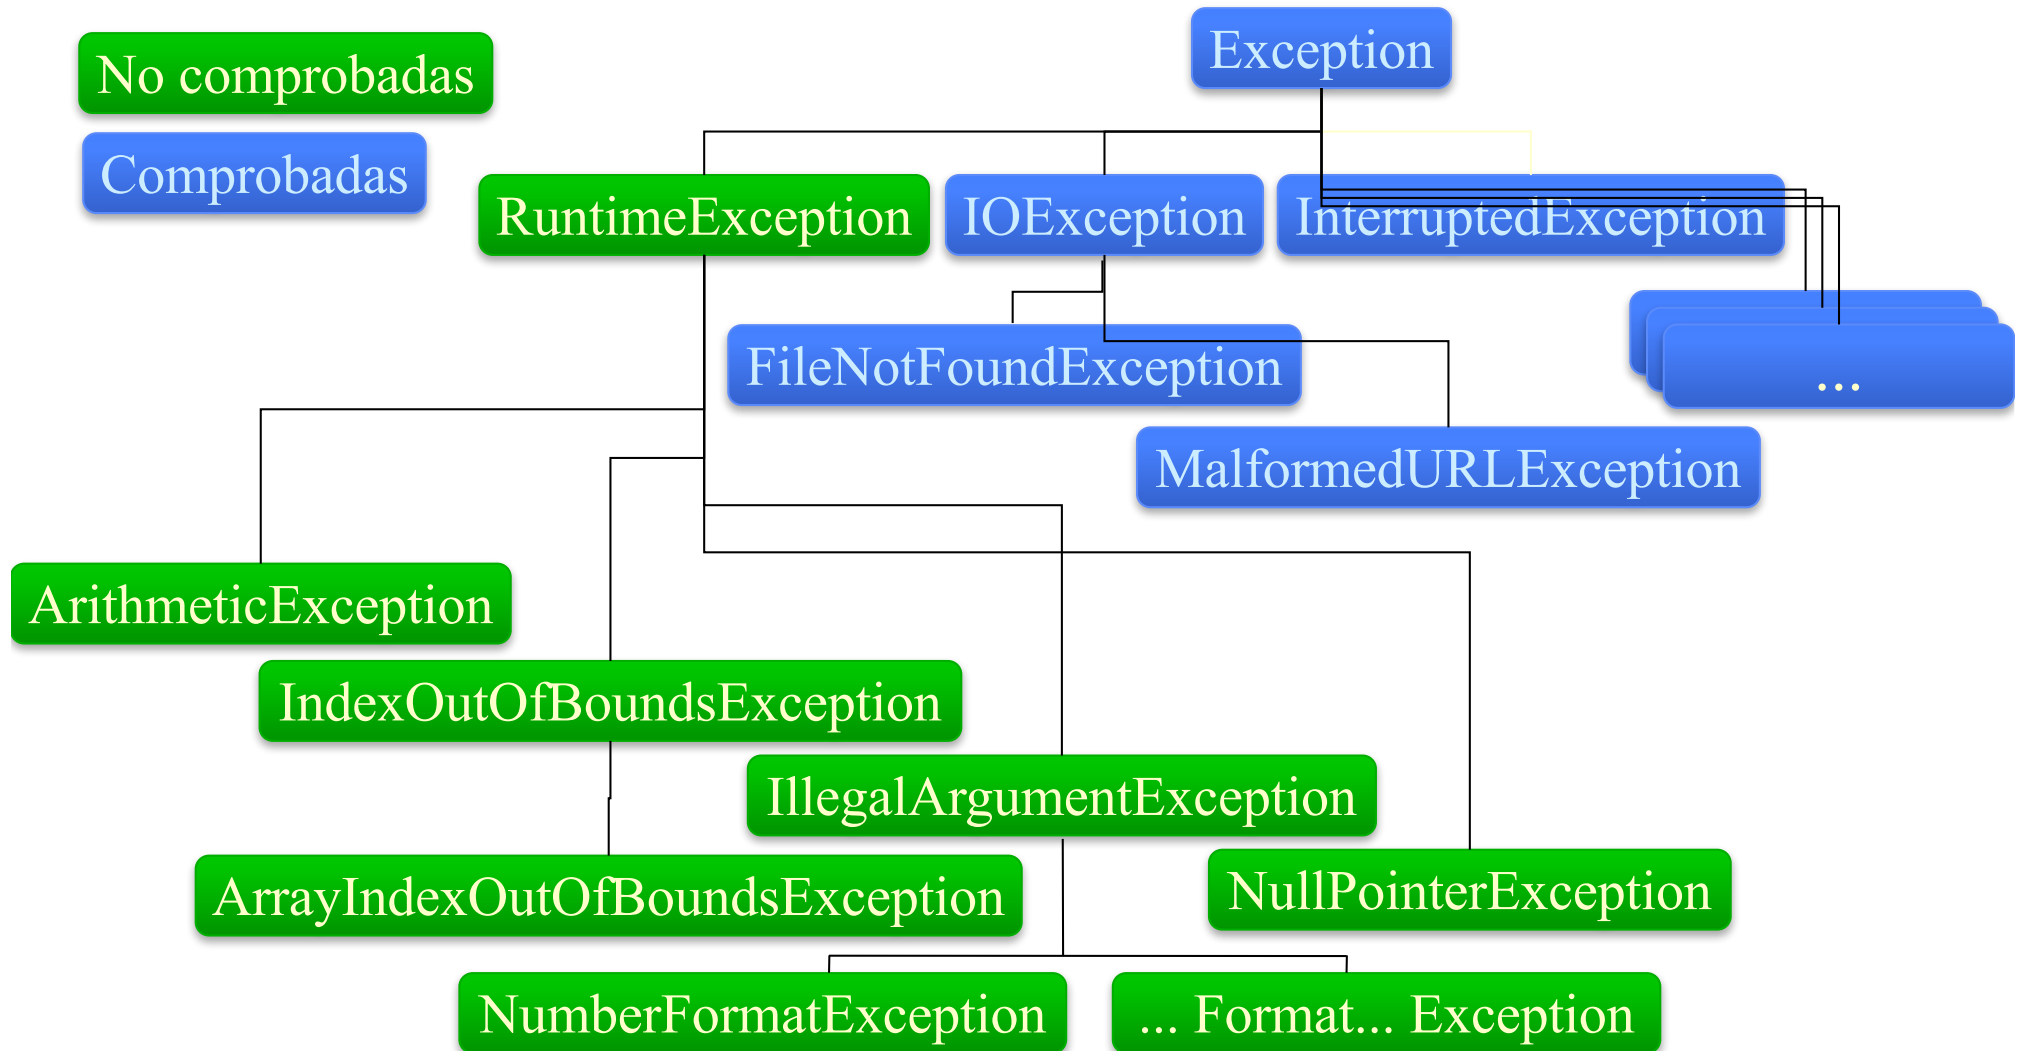 No comprobadas
Comprobadas
Exception
RuntimeException
IOException
InterruptedException
FileNotFoundException
...
MalformedURLException
ArithmeticException
IndexOutOfBoundsException
IllegalArgumentException
ArrayIndexOutOfBoundsException
NullPointerException
NumberFormatException
... Format... Exception